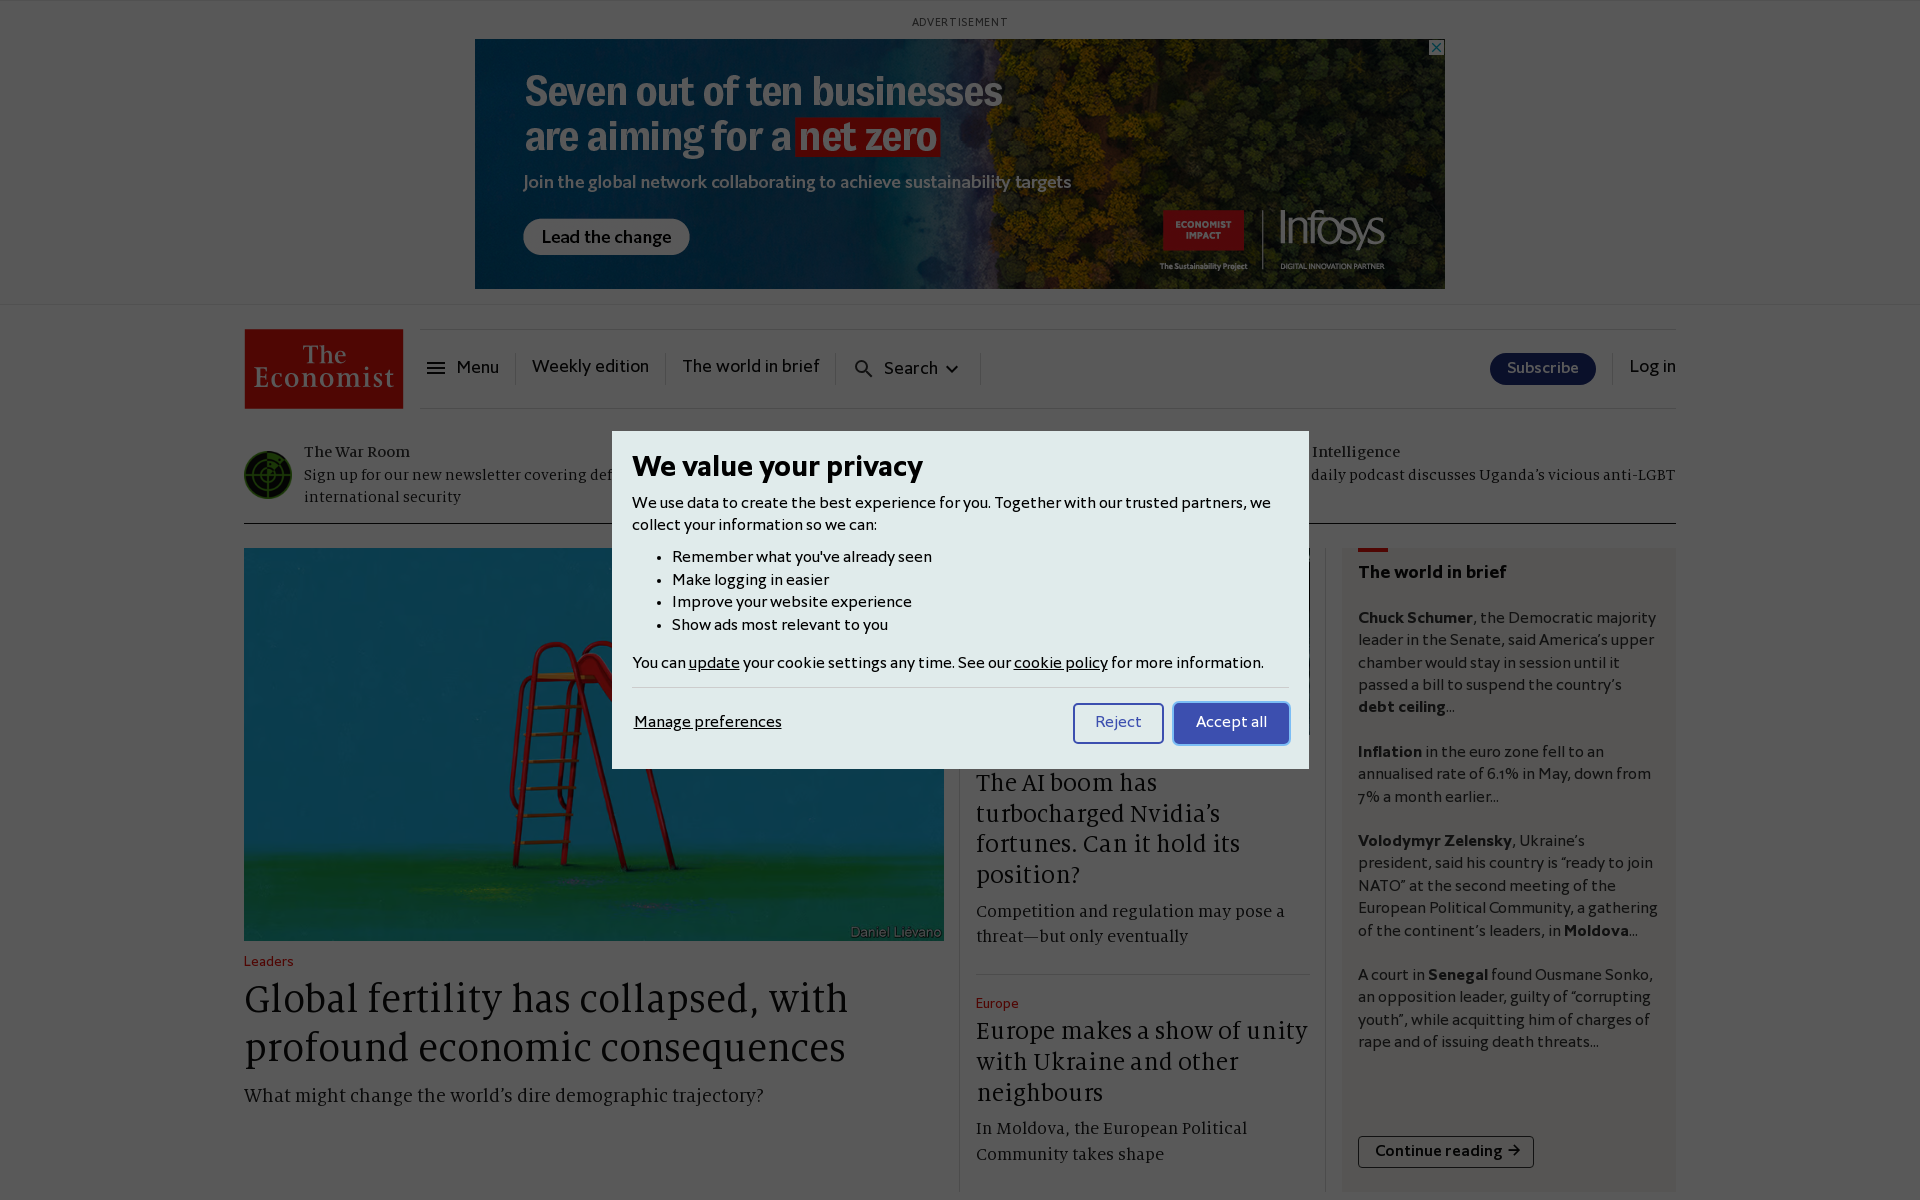 ADVERTISEMENT
Seven out of ten businesses
are aiming for a net zero
Join the global network collaborating to achieve sustainability targets
Lead the change
ECONOMIST
IMPACT
The Sustainability Project
Infosys
DIGITAL INNOVATION PARTNER
The
Economist
Menu
Weekly edition
The world in brief
Search
Subscribe
Log in
The War Room
Sign up for our new newsletter covering def
international security
Intelligence
daily podcast discusses Uganda's vicious anti-LGBT
We value your privacy
We use data to create the best experience for you. Together with our trusted partners, we
collect your information so we can:
• Remember what you've already seen
• Make logging in easier
• Improve your website experience
• Show ads most relevant to you
You can update your cookie settings any time. See our cookie policy for more information.
Manage preferences
Reject
Accept all
Daniel Liévano
Leaders
Global fertility has collapsed, with
profound economic consequences
What might change the world's dire demographic trajectory?
The AI boom has
turbocharged Nvidia's
fortunes. Can it hold its
position?
Competition and regulation may pose a
threat—but only eventually
Europe
Europe makes a show of unity
with Ukraine and other
neighbours
In Moldova, the European Political
Community takes shape
The world in brief
Chuck Schumer, the Democratic majority
leader in the Senate, said America's upper
chamber would stay in session until it
passed a bill to suspend the country's
debt ceiling...
Inflation in the euro zone fell to an
annualised rate of 6.1% in May, down from
7% a month earlier...
Volodymyr Zelensky, Ukraine's
president, said his country is “ready to join
NATO” at the second meeting of the
European Political Community, a gathering
of the continent's leaders, in Moldova...
A court in Senegal found Ousmane Sonko,
an opposition leader, guilty of “corrupting
youth”, while acquitting him of charges of
rape and of issuing death threats...
Continue reading →